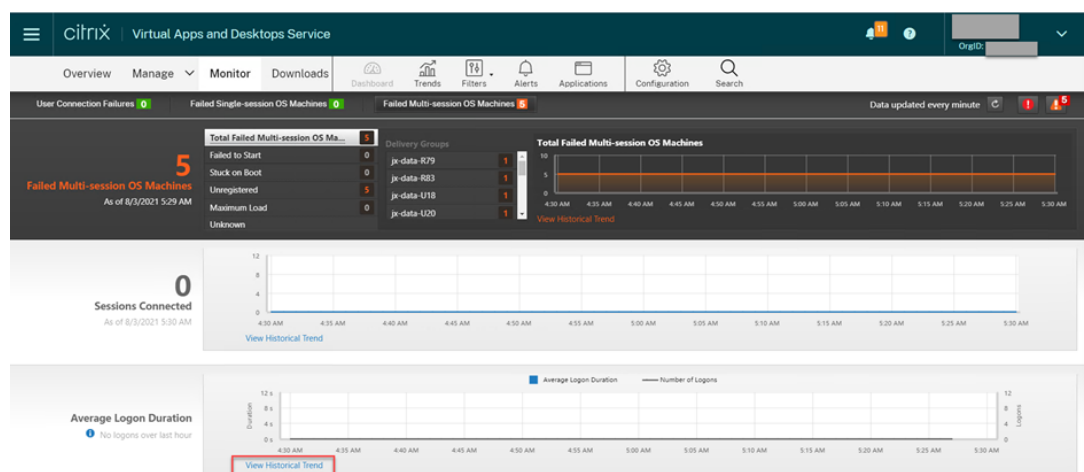 citrix | Virtual Apps and Desktops Service
11
OrgID:
Overview Manage Monitor Downloads Dashboard Trends Filters Alerts Applications Configuration Search
User Connection Failures 0 Failed Single-session OS Machines 0 Failed Multi-session OS Machines 5 Data updated every minute 5
5
Failed Multi-session OS Machines
As of 8/3/2021 5:29 AM
Total Failed Multi-session OS Ma... 5
Failed to Start 0
Stuck on Boot 0
Unregistered 5
Maximum Load 0
Unknown
Delivery Groups
jx-data-R79 1
jx-data-R83 1
jx-data-U18 1
jx-data-U20 1
Total Failed Multi-session OS Machines
10
5
0
4:30 AM 4:35 AM 4:40 AM 4:45 AM 4:50 AM 4:55 AM 5:00 AM 5:05 AM 5:10 AM 5:15 AM 5:20 AM 5:25 AM 5:30 AM
View Historical Trend
0
Sessions Connected
As of 8/3/2021 5:30 AM
12
8
4
0
4:30 AM 4:35 AM 4:40 AM 4:45 AM 4:50 AM 4:55 AM 5:00 AM 5:05 AM 5:10 AM 5:15 AM 5:20 AM 5:25 AM 5:30 AM
View Historical Trend
Average Logon Duration
No logons over last hour
Average Logon Duration Number of Logons
Duration
12 s
8 s
4 s
0 s
12
8
4
0
Logons
4:30 AM 4:35 AM 4:40 AM 4:45 AM 4:50 AM 4:55 AM 5:00 AM 5:05 AM 5:10 AM 5:15 AM 5:20 AM 5:25 AM 5:30 AM
View Historical Trend